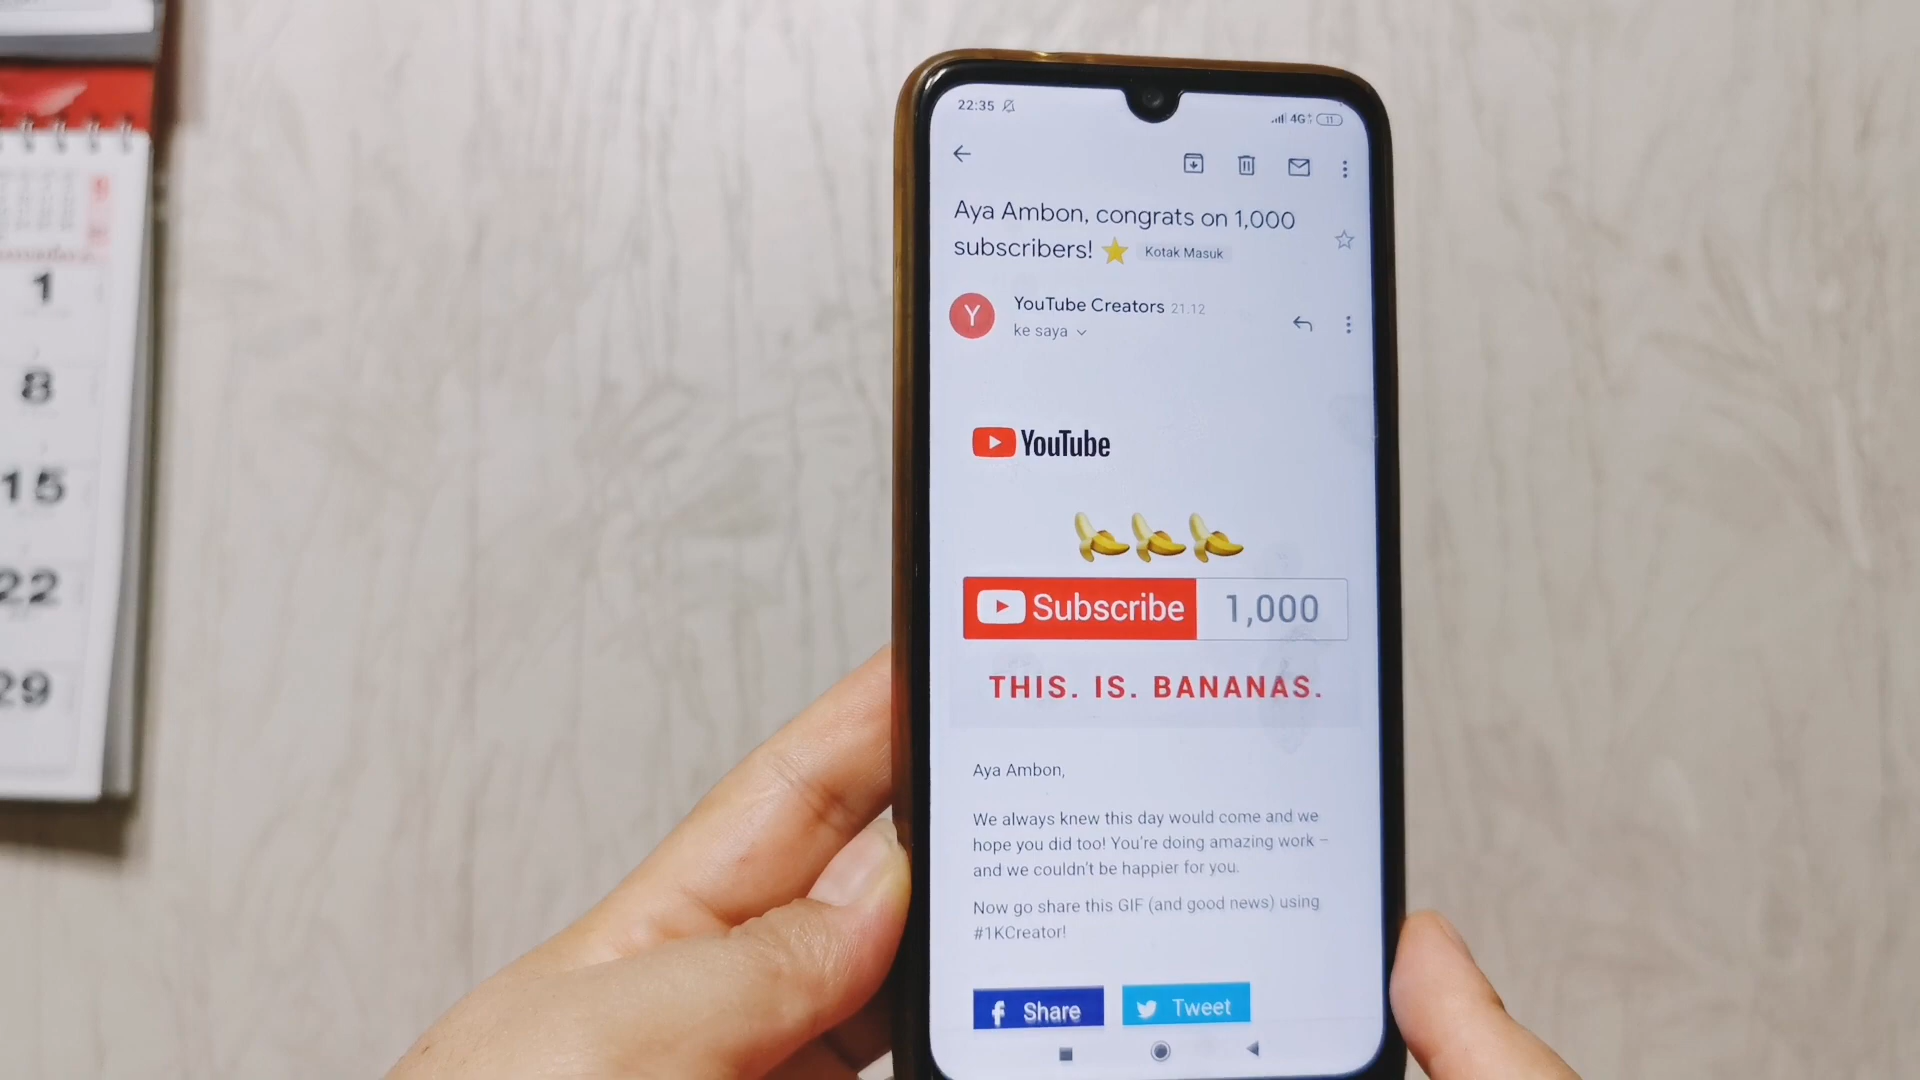 1
8
15
22
29
22:35
4G+
11
Aya Ambon, congrats on 1,000
subscribers! Kotak Masuk
Y
YouTube Creators 21.12
ke saya
YouTube
Subscribe 1,000
THIS. IS. BANANAS.
Aya Ambon,
We always knew this day would come and we
hope you did too! You're doing amazing work –
and we couldn't be happier for you.
Now go share this GIF (and good news) using
#1KCreator!
f Share
Tweet